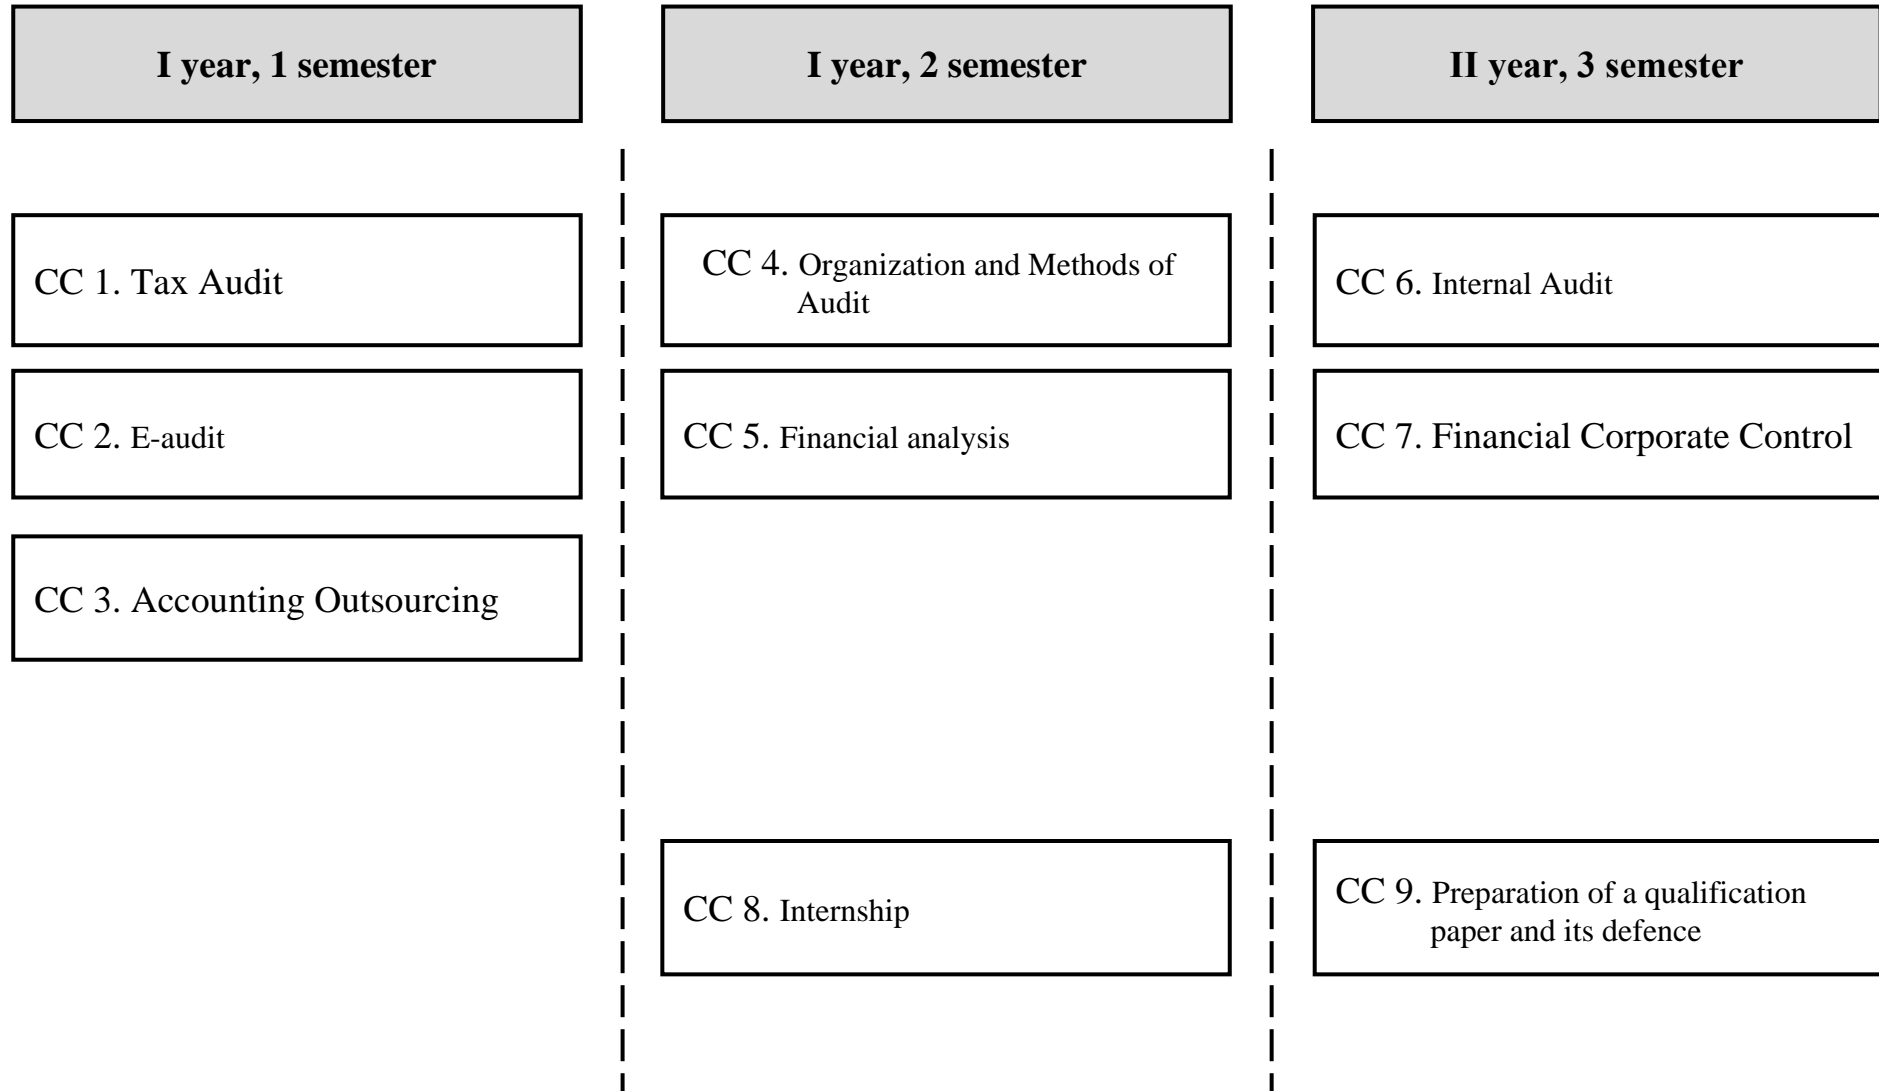 I year, 1 semester
I year, 2 semester
II year, 3 semester
CC 1. Tax Audit
CC 4. Organization and Methods of
Audit
CC 6. Internal Audit
CC 2. E-audit
CC 5. Financial analysis
CC 7. Financial Corporate Control
CC 3. Accounting Outsourcing
CC 8. Internship
CC 9. Preparation of a qualification
paper and its defence